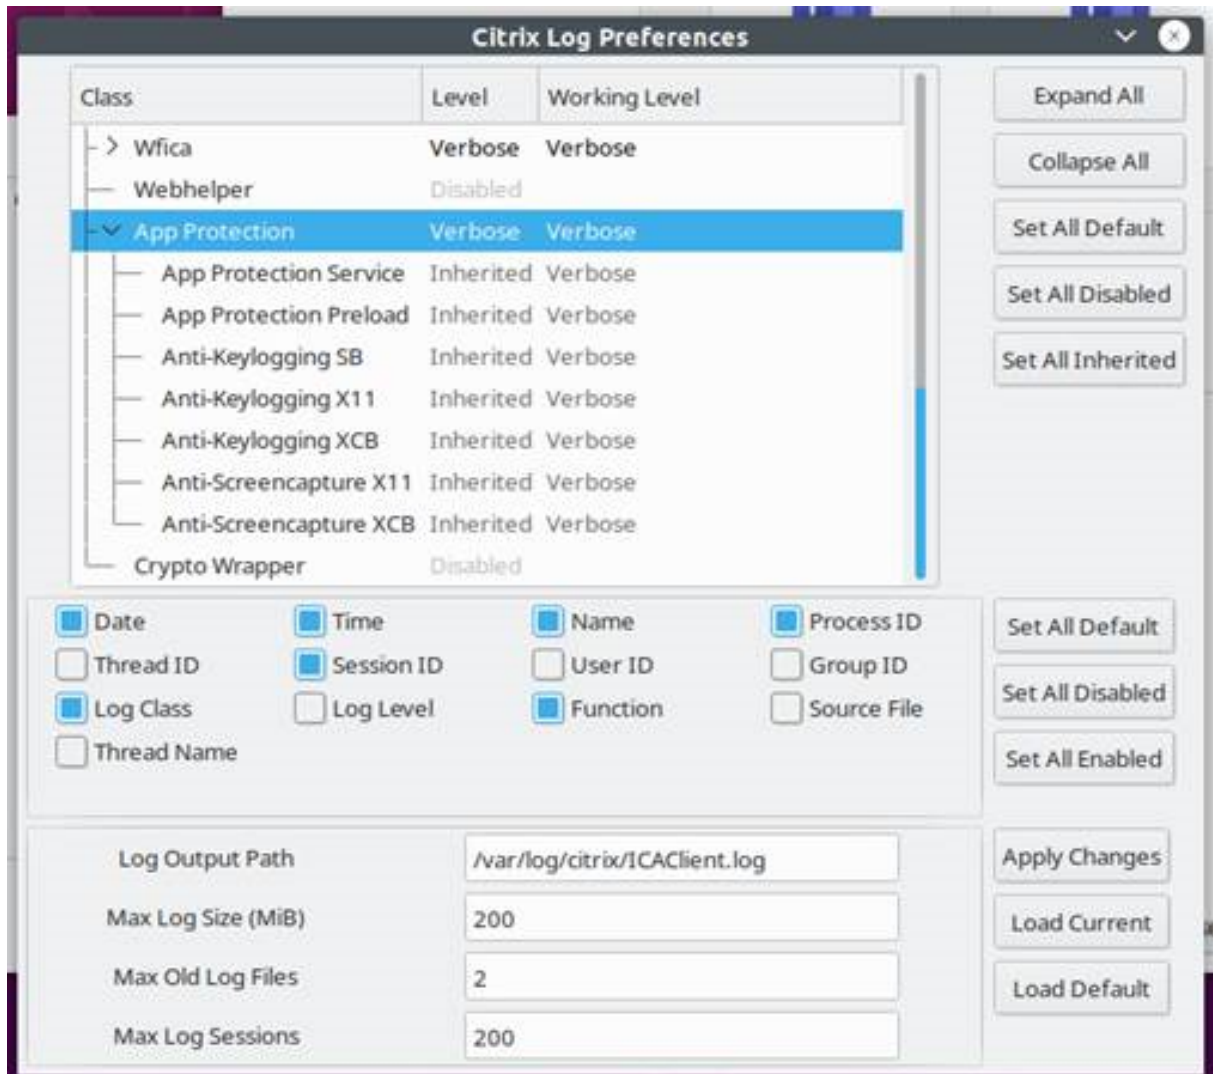 Citrix Log Preferences
Class Level Working Level
Wfica Verbose Verbose
Webhelper Disabled
App Protection Verbose Verbose
App Protection Service Inherited Verbose
App Protection Preload Inherited Verbose
Anti-Keylogging SB Inherited Verbose
Anti-Keylogging X11 Inherited Verbose
Anti-Keylogging XCB Inherited Verbose
Anti-Screencapture X11 Inherited Verbose
Anti-Screencapture XCB Inherited Verbose
Crypto Wrapper Disabled
Expand All
Collapse All
Set All Default
Set All Disabled
Set All Inherited
Date Time Name Process ID
Thread ID Session ID User ID Group ID
Log Class Log Level Function Source File
Thread Name
Set All Default
Set All Disabled
Set All Enabled
Log Output Path /var/log/citrix/ICAClient.log
Max Log Size (MiB) 200
Max Old Log Files 2
Max Log Sessions 200
Apply Changes
Load Current
Load Default